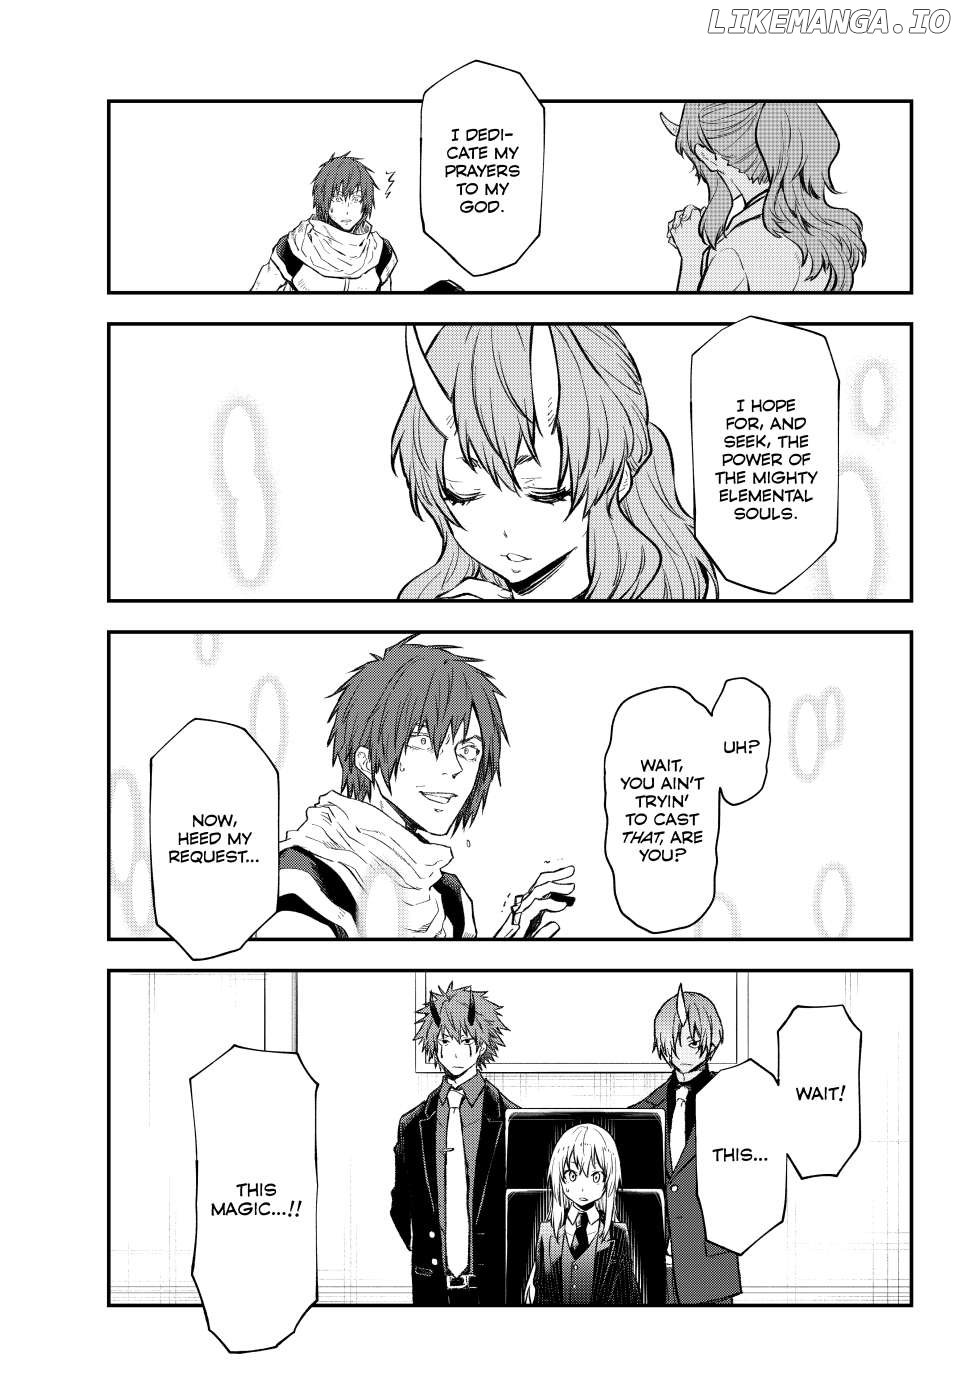 LIKEMANGA.IO
I DEDI-
CATE MY
PRAYERS
TO MY
GOD.
I HOPE
FOR, AND
SEEK, THE
POWER OF
THE MIGHTY
ELEMENTAL
SOULS.
UH?
WAIT,
YOU AIN'T
TRYIN'
TO CAST
THAT, ARE
YOU?
NOW,
HEED MY
REQUEST...
WAIT!
THIS...
THIS
MAGIC...!!